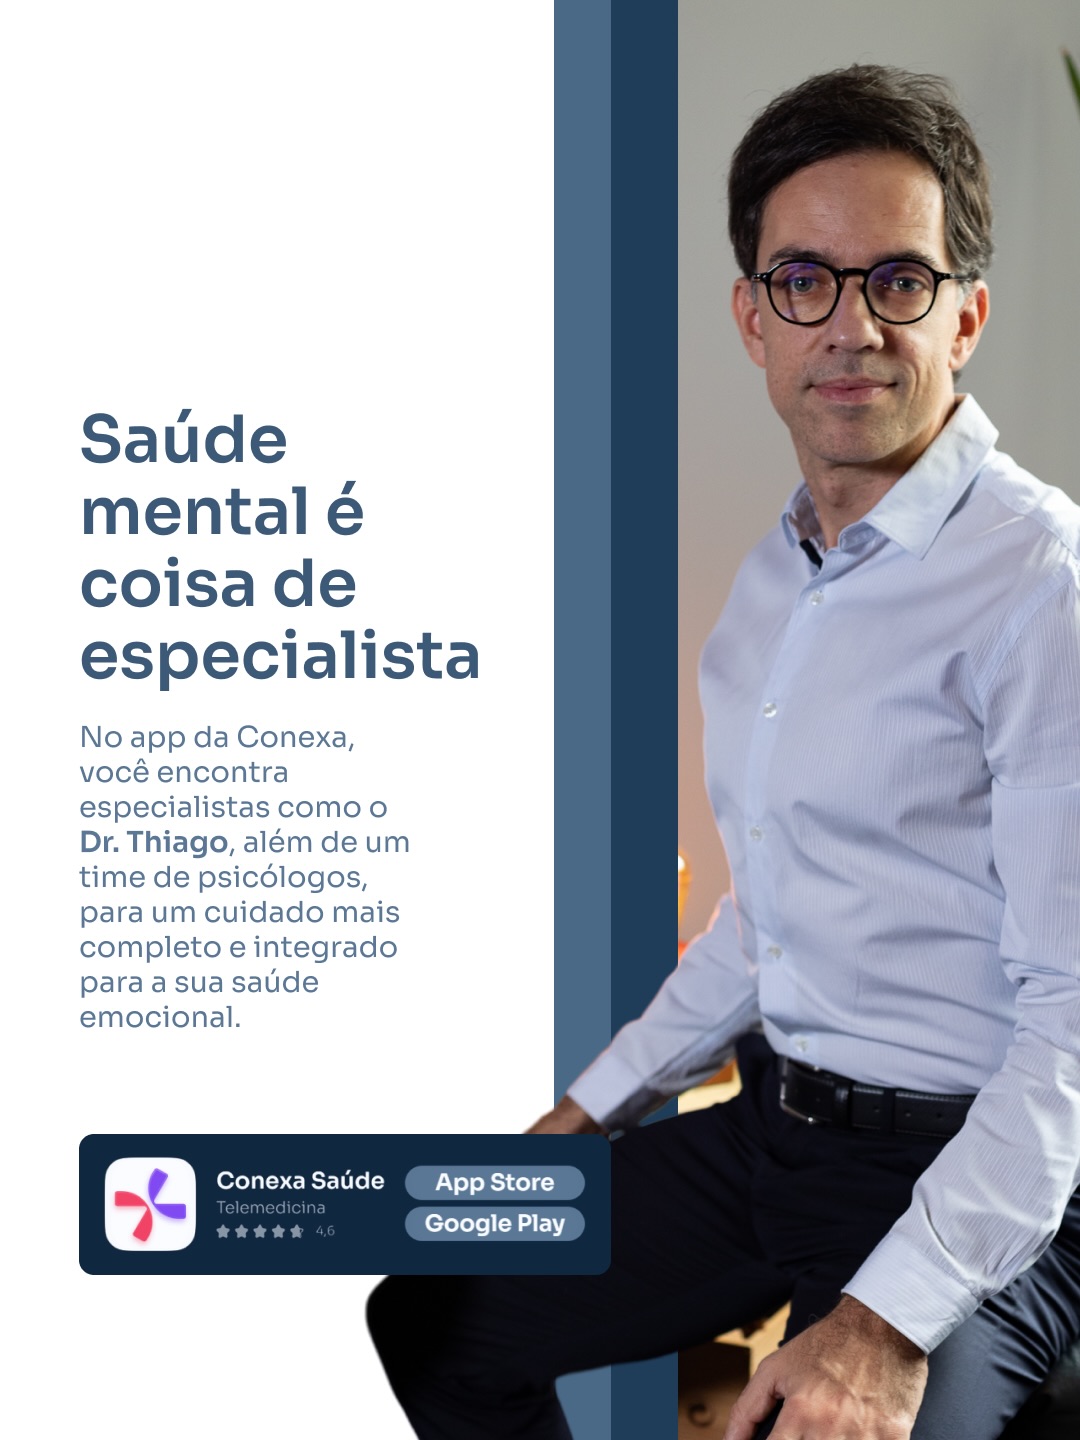 Saúde
mental é
coisa de
especialista
No app da Conexa,
você encontra
especialistas como o
Dr. Thiago, além de um
time de psicólogos,
para um cuidado mais
completo e integrado
para a sua saúde
emocional.
Conexa Saúde
Telemedicina
4,6
App Store
Google Play